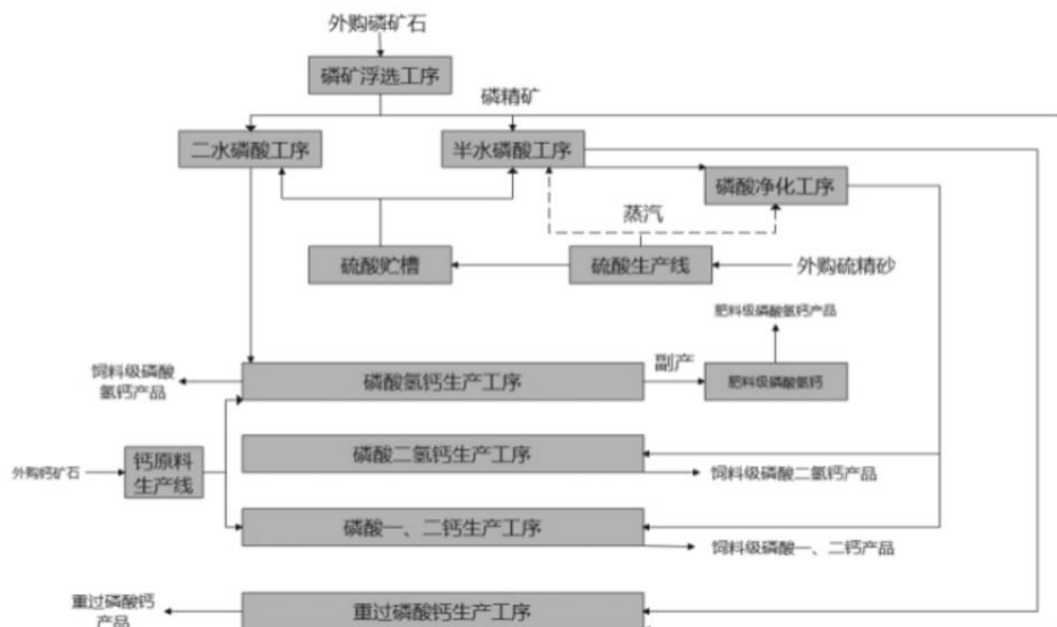 外购磷矿石
磷矿浮选工序
磷精矿
二水磷酸工序
半水磷酸工序
磷酸净化工序
蒸汽
硫酸贮槽
硫酸生产线
外购硫精砂
肥料级磷酸氢钙产品
饲料级磷酸
氢钙产品
磷酸氢钙生产工序
副产
肥料级磷酸氢钙
外购钙矿石
钙原料
生产线
磷酸二氢钙生产工序
饲料级磷酸二氢钙产品
磷酸一、二钙生产工序
饲料级磷酸一、二钙产品
重过磷酸钙
产品
重过磷酸钙生产工序